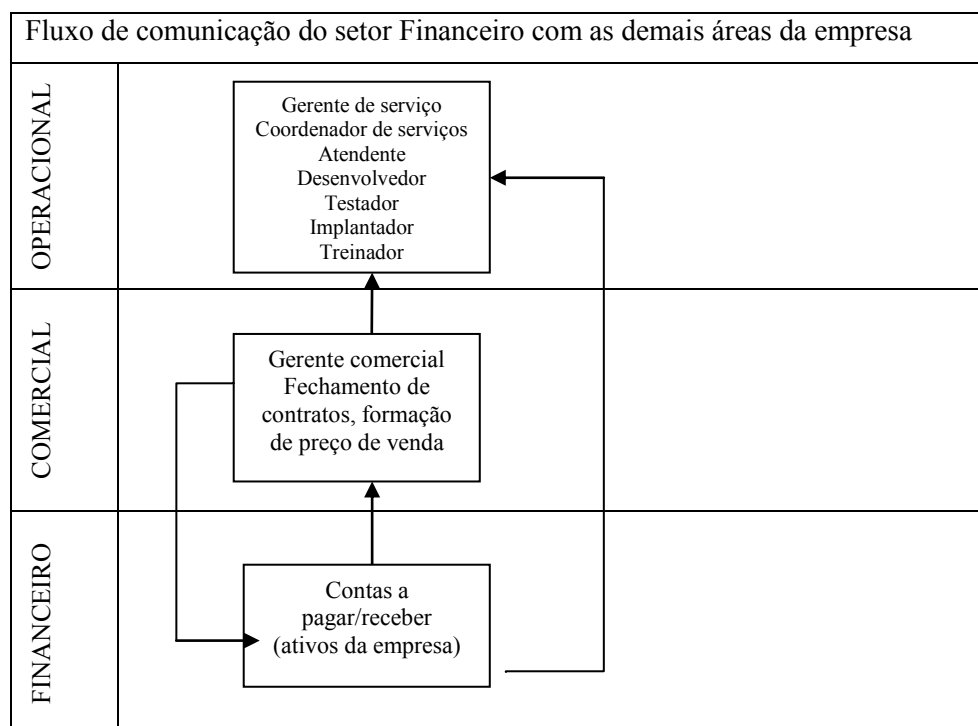 Fluxo de comunicação do setor Financeiro com as demais áreas da empresa
OPERACIONAL
Gerente de serviço
Coordenador de serviços
Atendente
Desenvolvedor
Testador
Implantador
Treinador
COMERCIAL
Gerente comercial
Fechamento de
contratos, formação
de preço de venda
FINANCEIRO
Contas a
pagar/receber
(ativos da empresa)